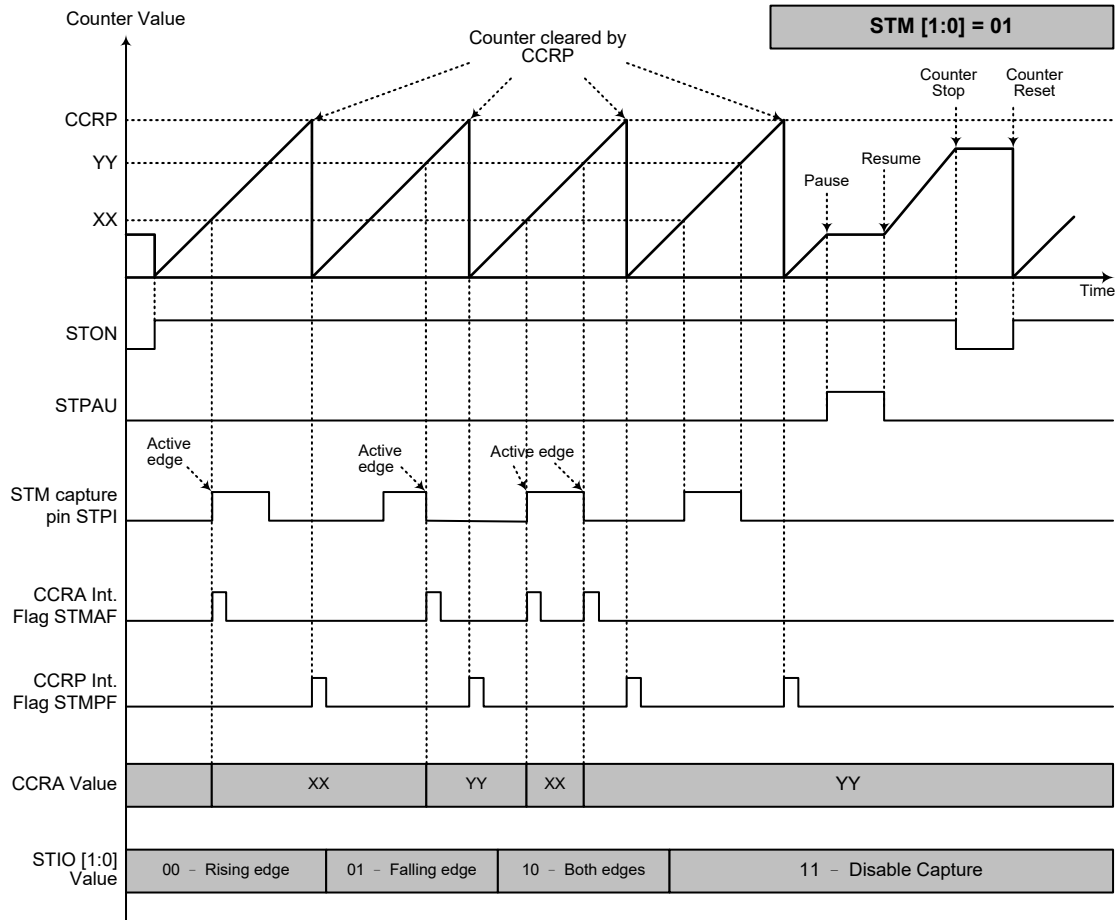 Counter Value
STM [1:0] = 01
Counter cleared by
CCRP
Counter
Stop
Counter
Reset
CCRP
YY
Resume
Pause
XX
Time
STON
STPAU
Active
edge
Active
edge
Active edge
STM capture
pin STPI
CCRA Int.
Flag STMAF
CCRP Int.
Flag STMPF
CCRA Value
XX
YY
XX
YY
STIO [1:0]
Value
00 – Rising edge
01 – Falling edge
10 – Both edges
11 – Disable Capture